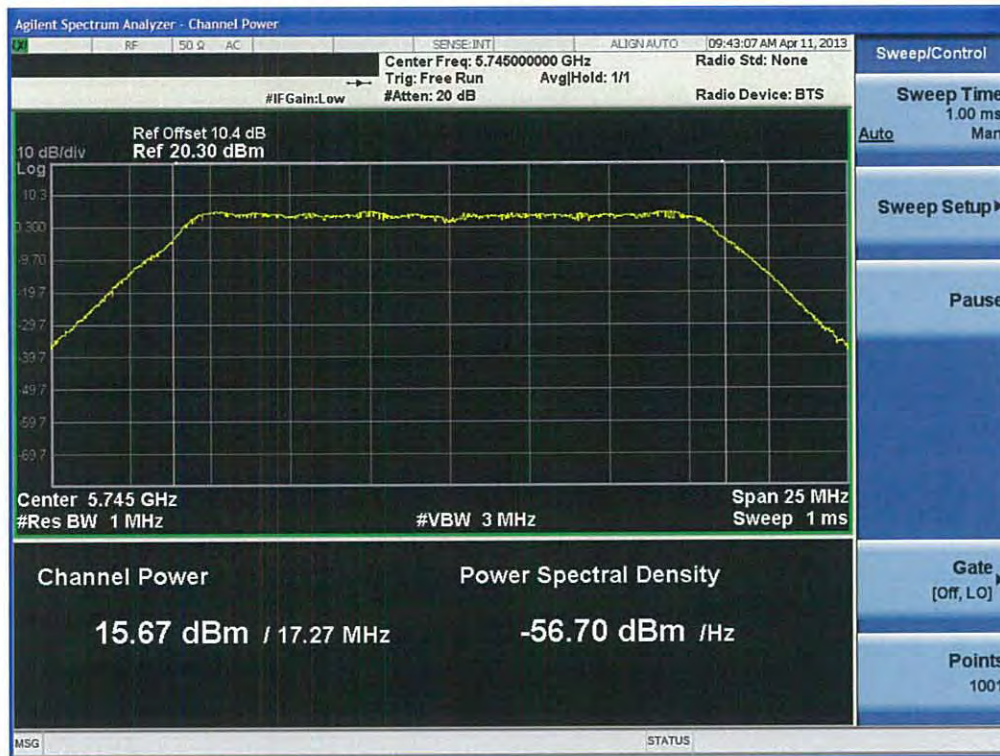 Agilent Spectrum Analyzer - Channel Power
RF 50 Ω AC SENSE:INT ALIGN AUTO 09:43:07 AM Apr 11, 2013
Center Freq: 5.745000000 GHz Radio Std: None
Trig: Free Run Avg|Hold: 1/1
#IFGain:Low #Atten: 20 dB Radio Device: BTS
Ref Offset 10.4 dB
10 dB/div Ref 20.30 dBm
Log
10.3
0.300
-9.70
-19.7
-29.7
-39.7
-49.7
-59.7
-69.7
Center 5.745 GHz Span 25 MHz
#Res BW 1 MHz #VBW 3 MHz Sweep 1 ms
Channel Power Power Spectral Density
15.67 dBm / 17.27 MHz -56.70 dBm /Hz
MSG STATUS
Sweep/Control
Sweep Time
1.00 ms
Auto Man
Sweep Setup
Pause
Gate
[Off, LO]
Points
1001